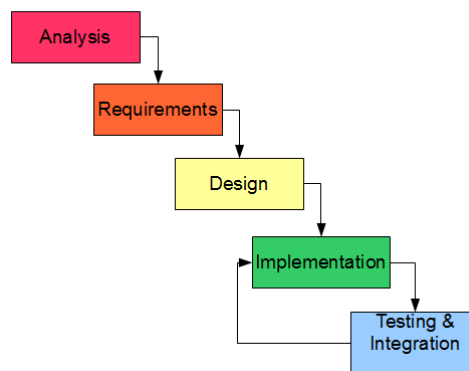 Analysis
Requirements
Design
Implementation
Testing &
Integration